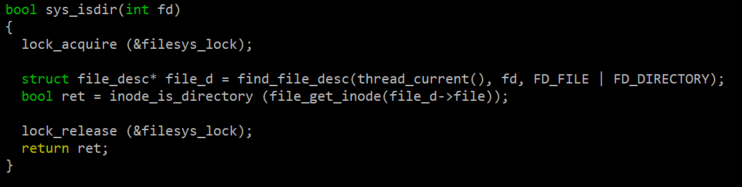 bool sys_isdir(int fd)
{
  lock_acquire (&filesys_lock);

  struct file_desc* file_d = find_file_desc(thread_current(), fd, FD_FILE | FD_DIRECTORY);
  bool ret = inode_is_directory (file_get_inode(file_d->file));

  lock_release (&filesys_lock);
  return ret;
}